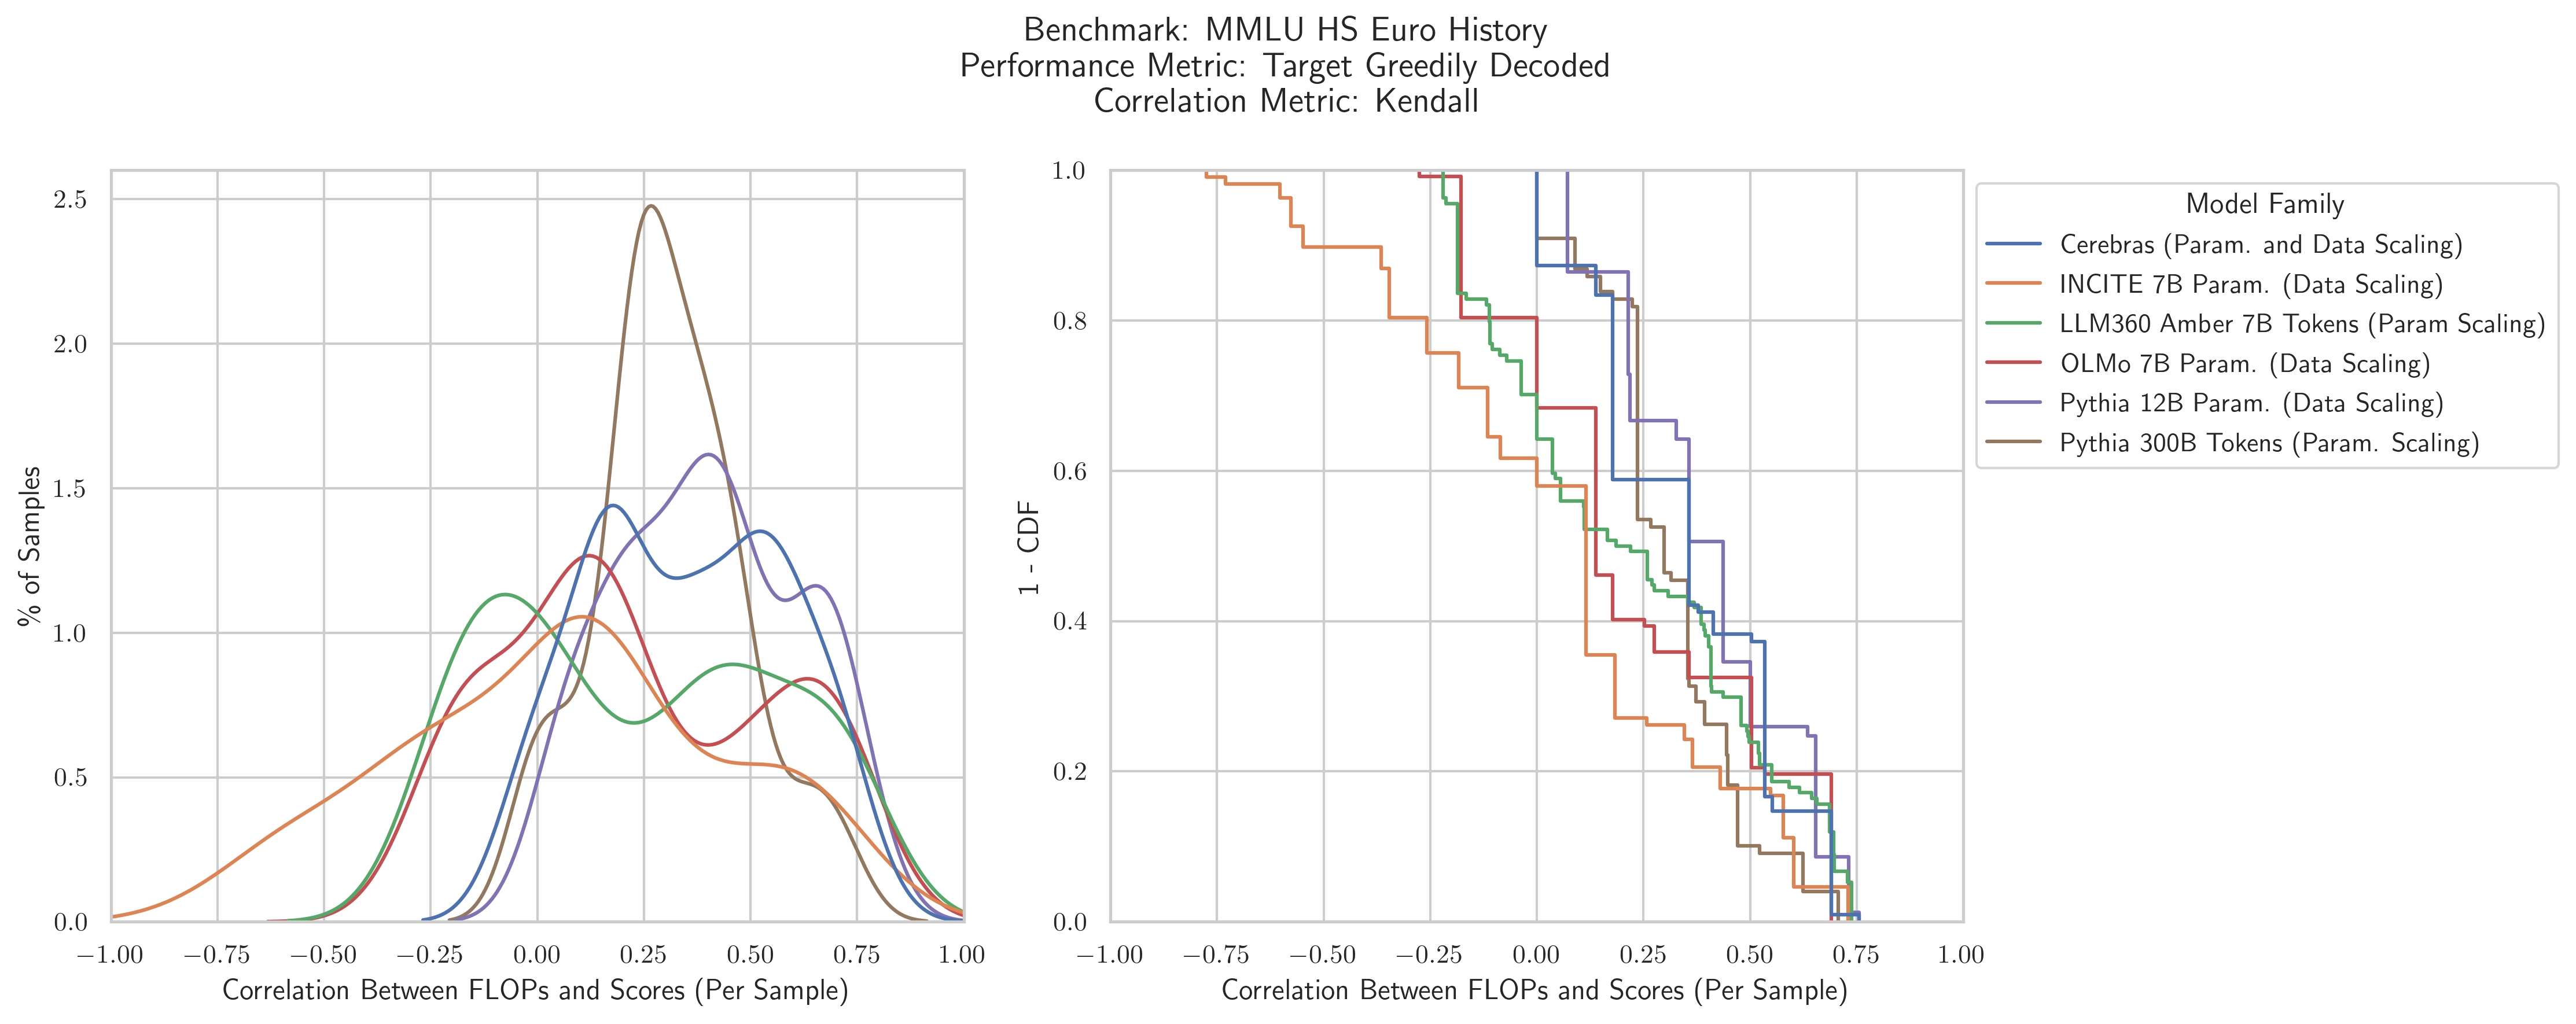 Benchmark: MMLU HS Euro History
Performance Metric: Target Greedily Decoded
Correlation Metric: Kendall
% of Samples
2.5
2.0
1.5
1.0
0.5
0.0
−1.00 −0.75 −0.50 −0.25 0.00 0.25 0.50 0.75 1.00
Correlation Between FLOPs and Scores (Per Sample)
1 - CDF
1.0
0.8
0.6
0.4
0.2
0.0
−1.00 −0.75 −0.50 −0.25 0.00 0.25 0.50 0.75 1.00
Correlation Between FLOPs and Scores (Per Sample)
Model Family
Cerebras (Param. and Data Scaling)
INCITE 7B Param. (Data Scaling)
LLM360 Amber 7B Tokens (Param Scaling)
OLMo 7B Param. (Data Scaling)
Pythia 12B Param. (Data Scaling)
Pythia 300B Tokens (Param. Scaling)